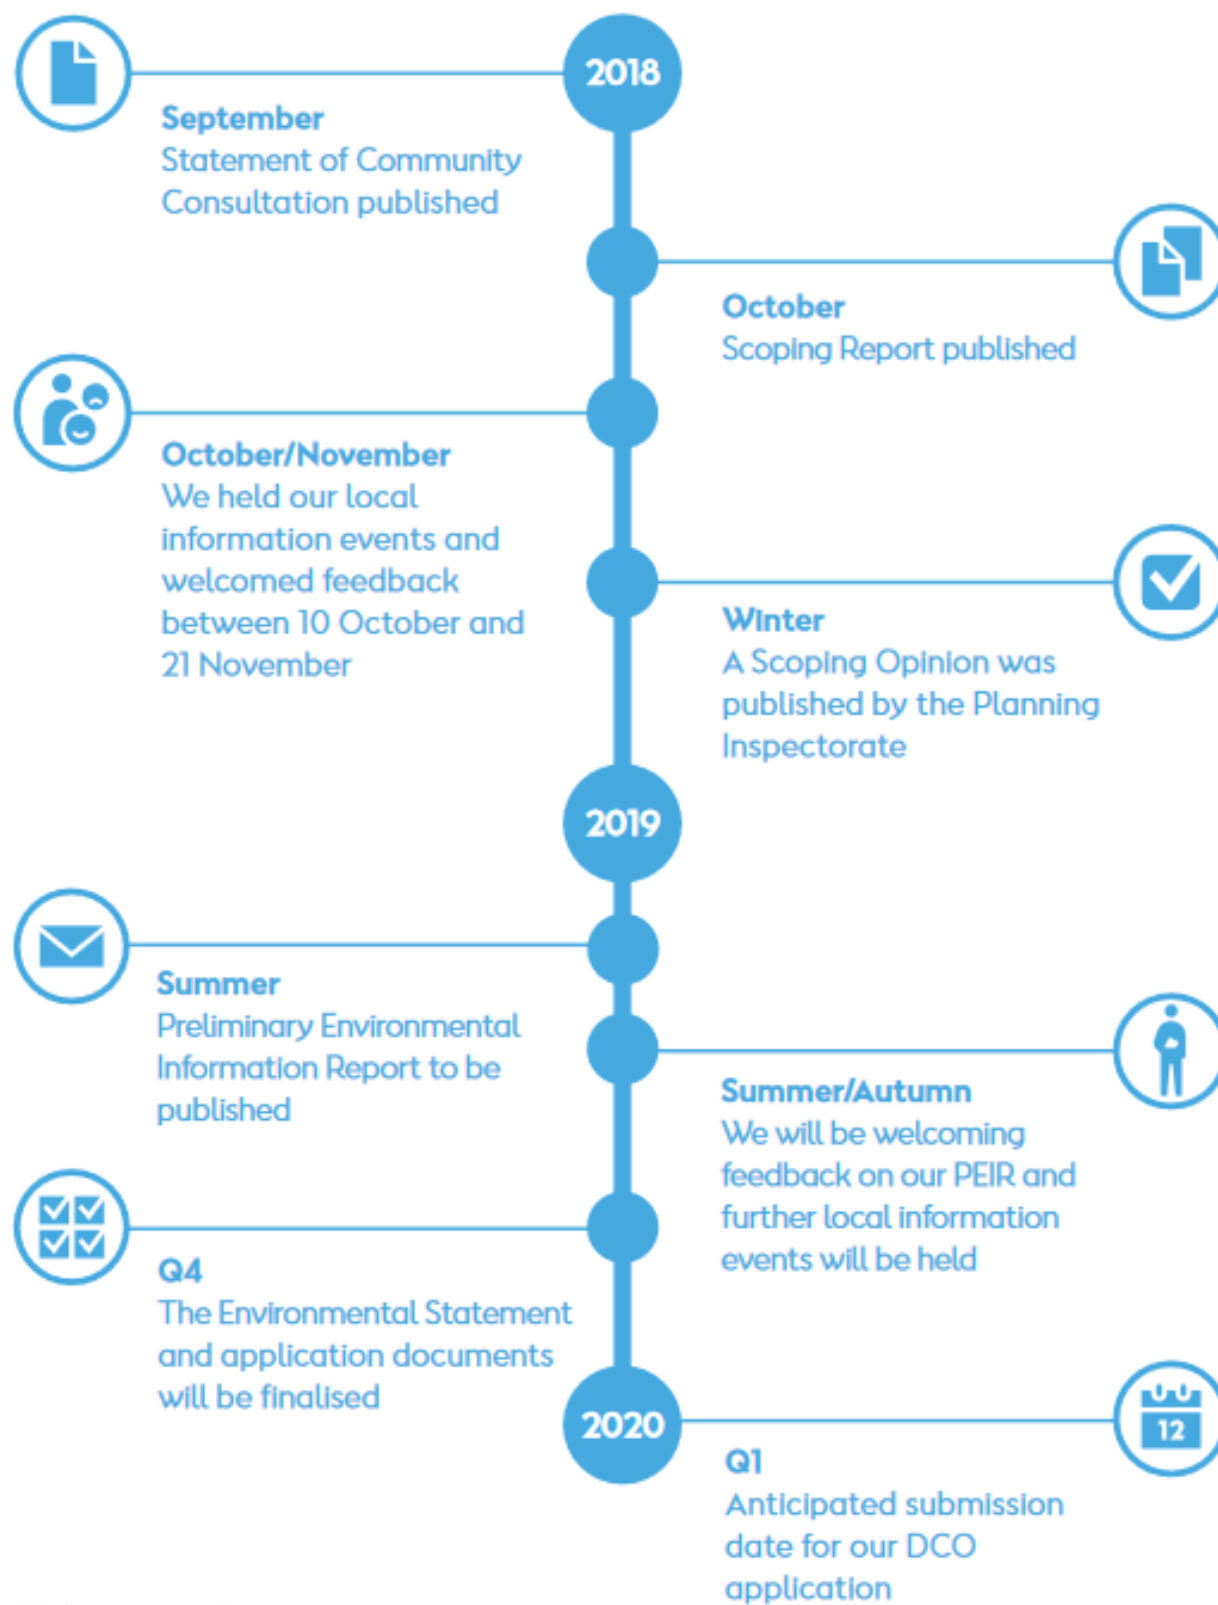 2018
September
Statement of Community
Consultation published
October
Scoping Report published
October/November
We held our local
information events and
welcomed feedback
between 10 October and
21 November
Winter
A Scoping Opinion was
published by the Planning
Inspectorate
2019
Summer
Preliminary Environmental
Information Report to be
published
Summer/Autumn
We will be welcoming
feedback on our PEIR and
further local information
events will be held
Q4
The Environmental Statement
and application documents
will be finalised
2020
12
Q1
Anticipated submission
date for our DCO
application